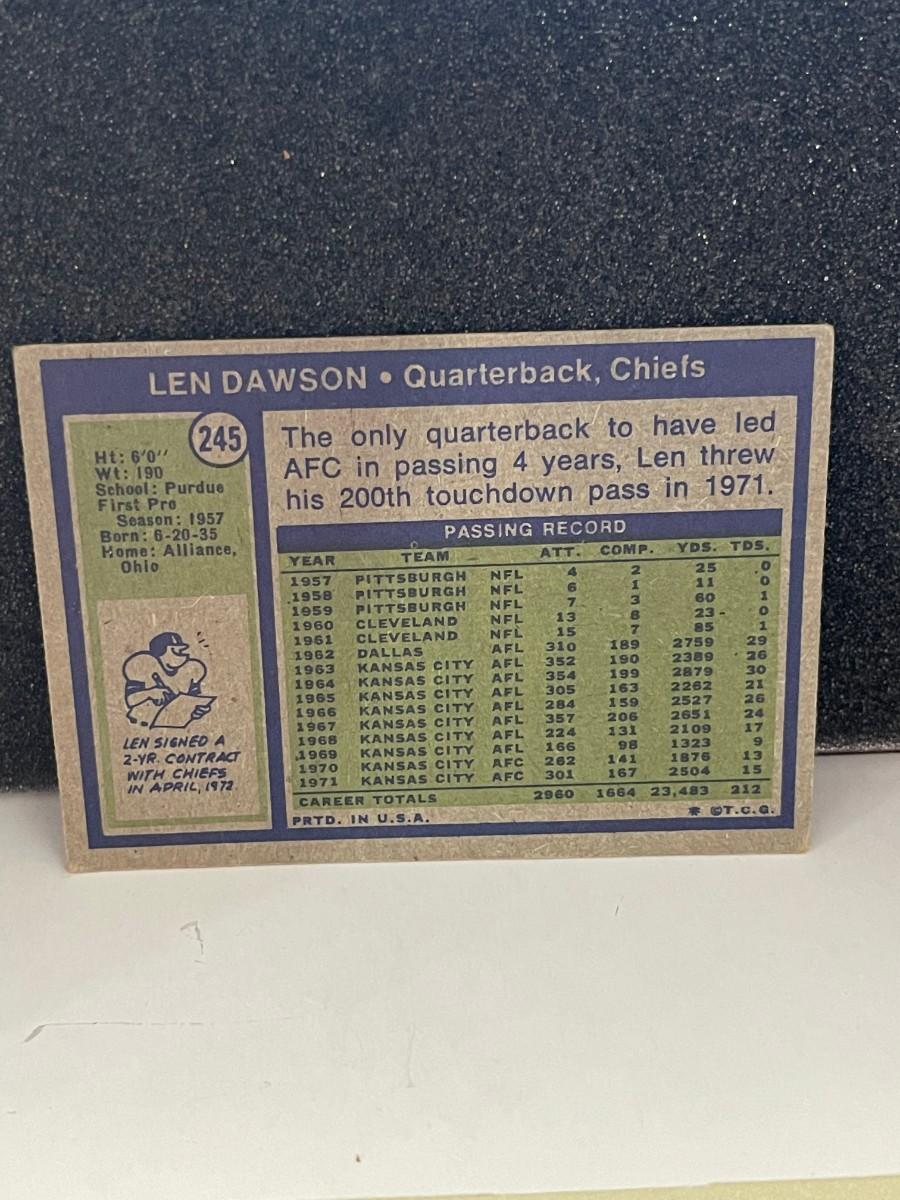 LEN DAWSON • Quarterback, Chiefs
245
Ht: 6'0"
Wt: 190
School: Purdue
First Pro
Season: 1957
Born: 6-20-35
Home: Alliance,
Ohio
LEN SIGNED A
2-YR. CONTRACT
WITH CHIEFS
IN APRIL, 1972.
The only quarterback to have led
AFC in passing 4 years, Len threw
his 200th touchdown pass in 1971.
PASSING RECORD
YEAR TEAM ATT. COMP. YDS. TDS.
1957 PITTSBURGH NFL 4 2 25 0
1958 PITTSBURGH NFL 6 1 11 0
1959 PITTSBURGH NFL 7 3 60 1
1960 CLEVELAND NFL 13 8 23 0
1961 CLEVELAND NFL 15 7 85 1
1962 DALLAS AFL 310 189 2759 29
1963 KANSAS CITY AFL 352 190 2389 26
1964 KANSAS CITY AFL 354 199 2879 30
1965 KANSAS CITY AFL 305 163 2262 21
1966 KANSAS CITY AFL 284 159 2527 26
1967 KANSAS CITY AFL 357 206 2651 24
1968 KANSAS CITY AFL 224 131 2109 17
1969 KANSAS CITY AFL 166 98 1323 9
1970 KANSAS CITY AFC 262 141 1876 13
1971 KANSAS CITY AFC 301 167 2504 15
CAREER TOTALS 2960 1664 23,483 212
PRTD. IN U.S.A. * ©T.C.G.